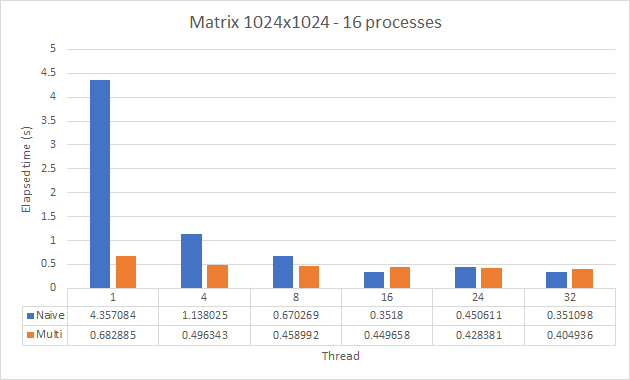 Matrix 1024x1024 - 16 processes
5
4.5
4
3.5
3
2.5
2
1.5
1
0.5
0
Elapsed time (s)
1 4 8 16 24 32
Naive 4.357084 1.138025 0.670269 0.3518 0.450611 0.351098
Multi 0.682885 0.496343 0.458992 0.449658 0.428381 0.404936
Thread